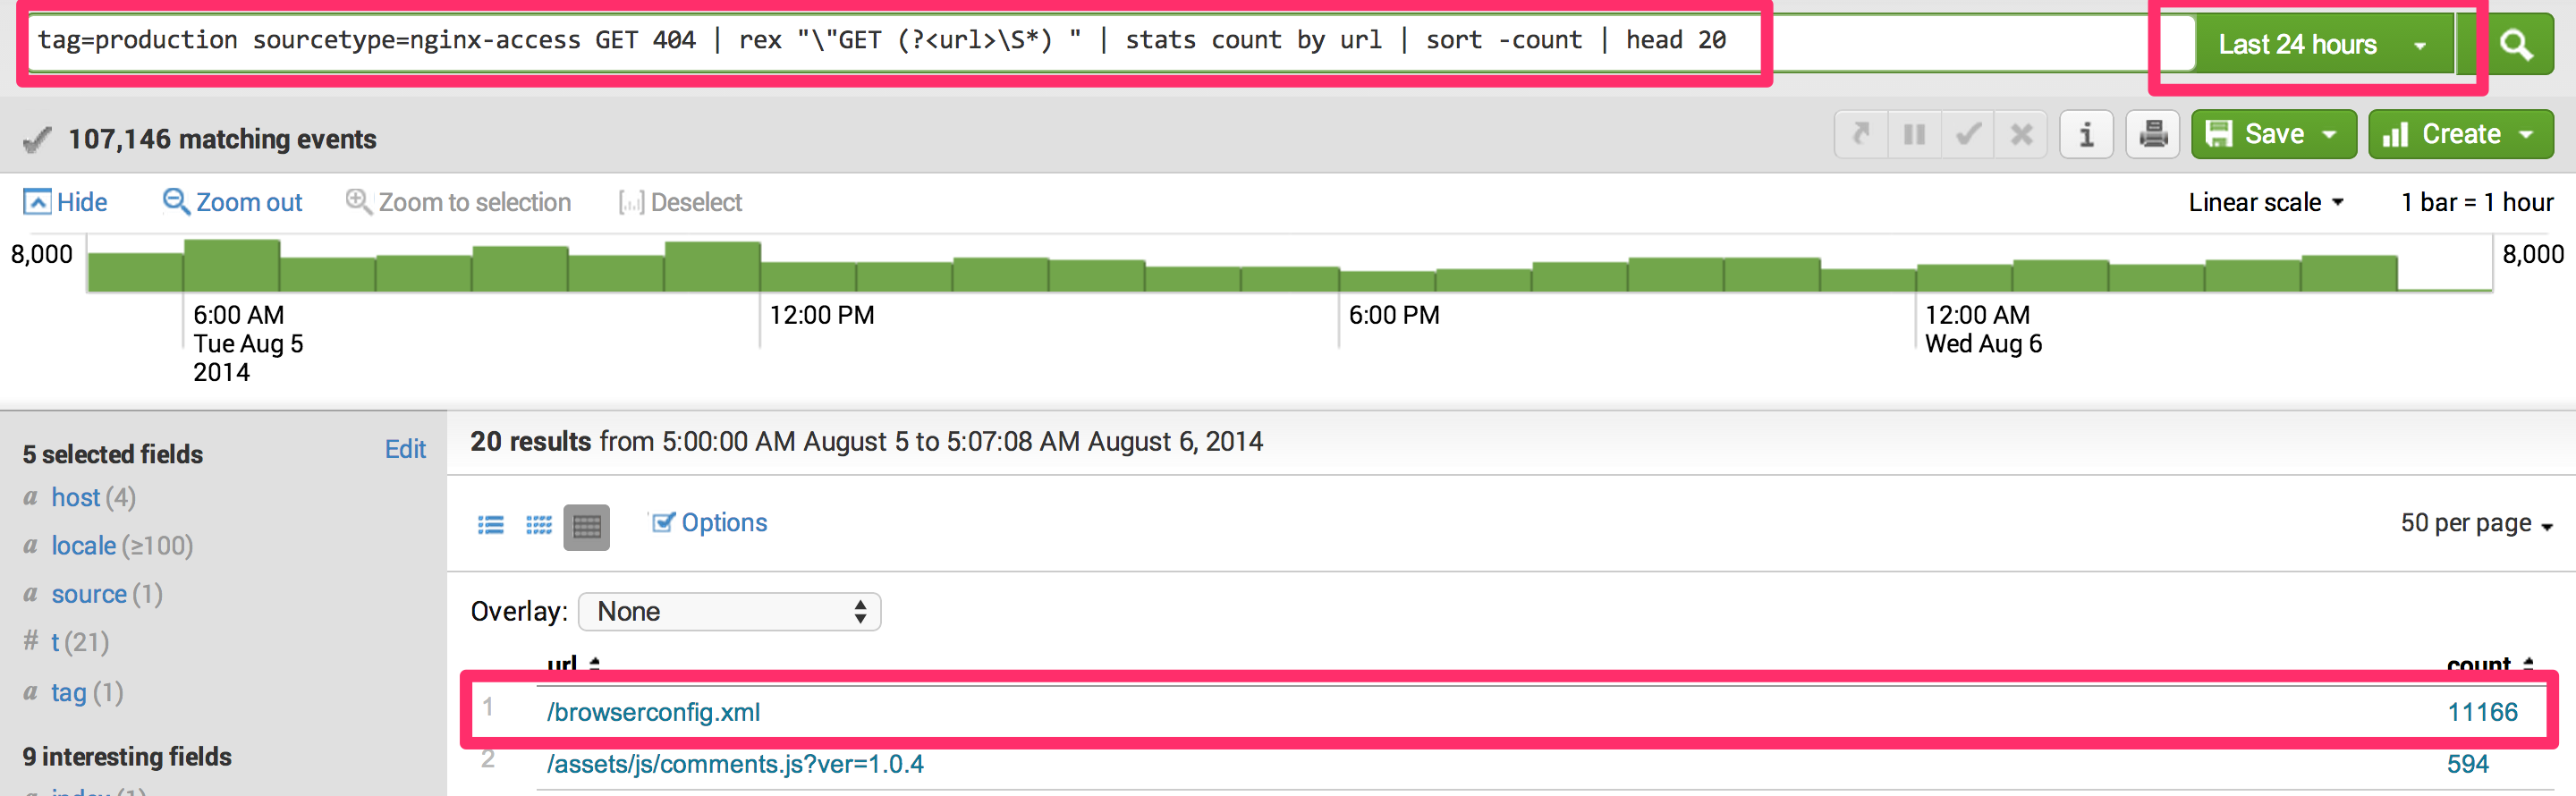 tag=production sourcetype=nginx-access GET 404 | rex "\"GET (?<url>\S*) " | stats count by url | sort -count | head 20
Last 24 hours
107,146 matching events
i
Save
Create
Hide
Zoom out
Zoom to selection
Deselect
Linear scale
1 bar = 1 hour
8,000
8,000
6:00 AM
Tue Aug 5
2014
12:00 PM
6:00 PM
12:00 AM
Wed Aug 6
5 selected fields
Edit
a host (4)
a locale (≥100)
a source (1)
# t (21)
a tag (1)
9 interesting fields
a index (1)
20 results from 5:00:00 AM August 5 to 5:07:08 AM August 6, 2014
Options
50 per page
Overlay: None
url
count
1 /browserconfig.xml 11166
2 /assets/js/comments.js?ver=1.0.4 594